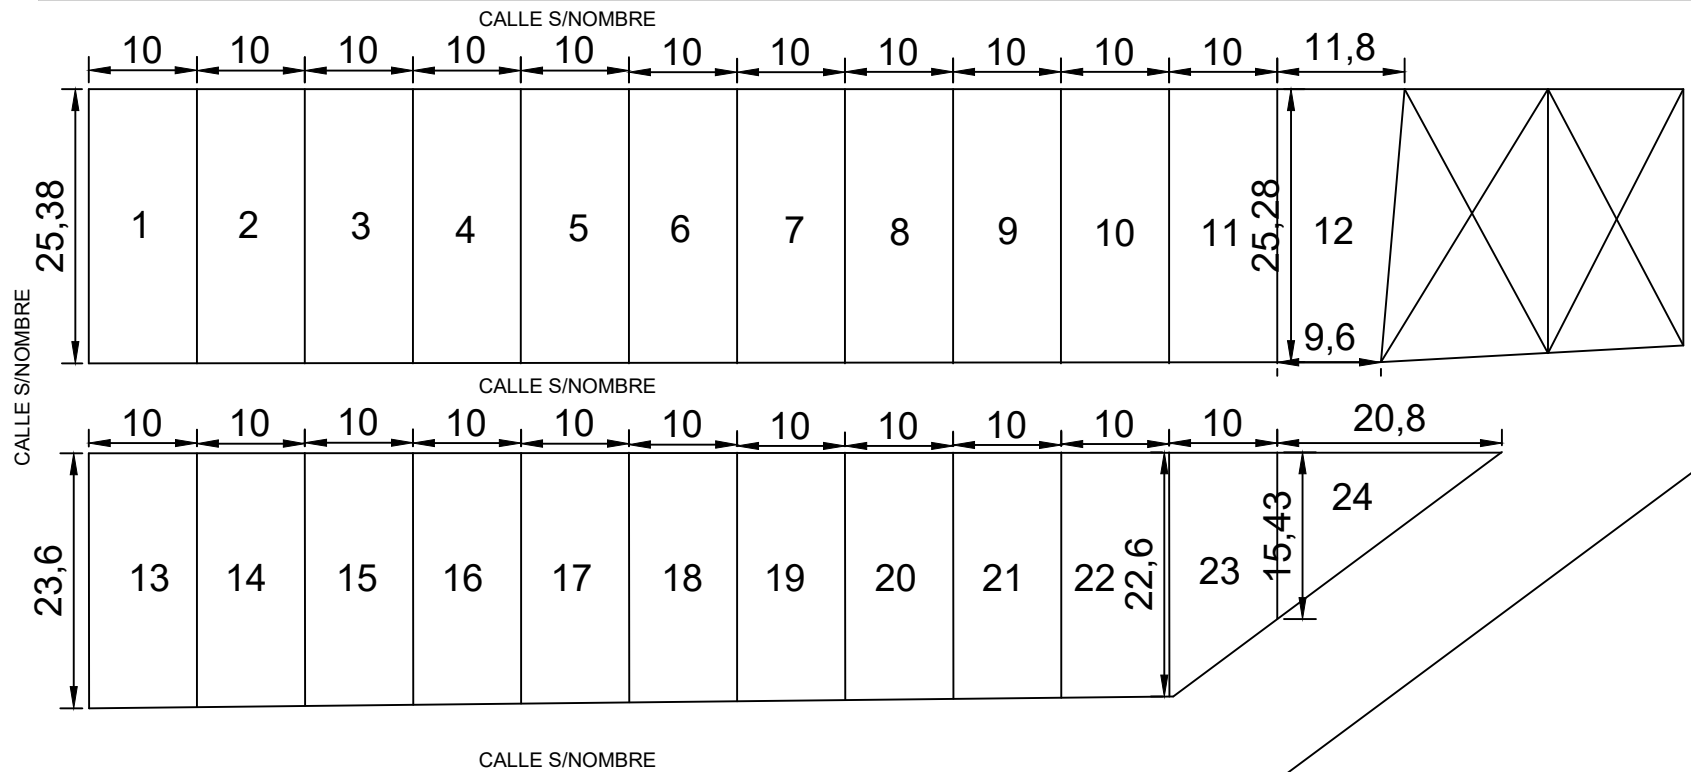 CALLE S/NOMBRE
10 10 10 10 10 10 10 10 10 10 10 11,8
25,38
1 2 3 4 5 6 7 8 9 10 11 25,28 12
9,6
CALLE S/NOMBRE
CALLE S/NOMBRE
10 10 10 10 10 10 10 10 10 10 10 20,8
23,6
13 14 15 16 17 18 19 20 21 22 22,6 23 15,43 24
CALLE S/NOMBRE